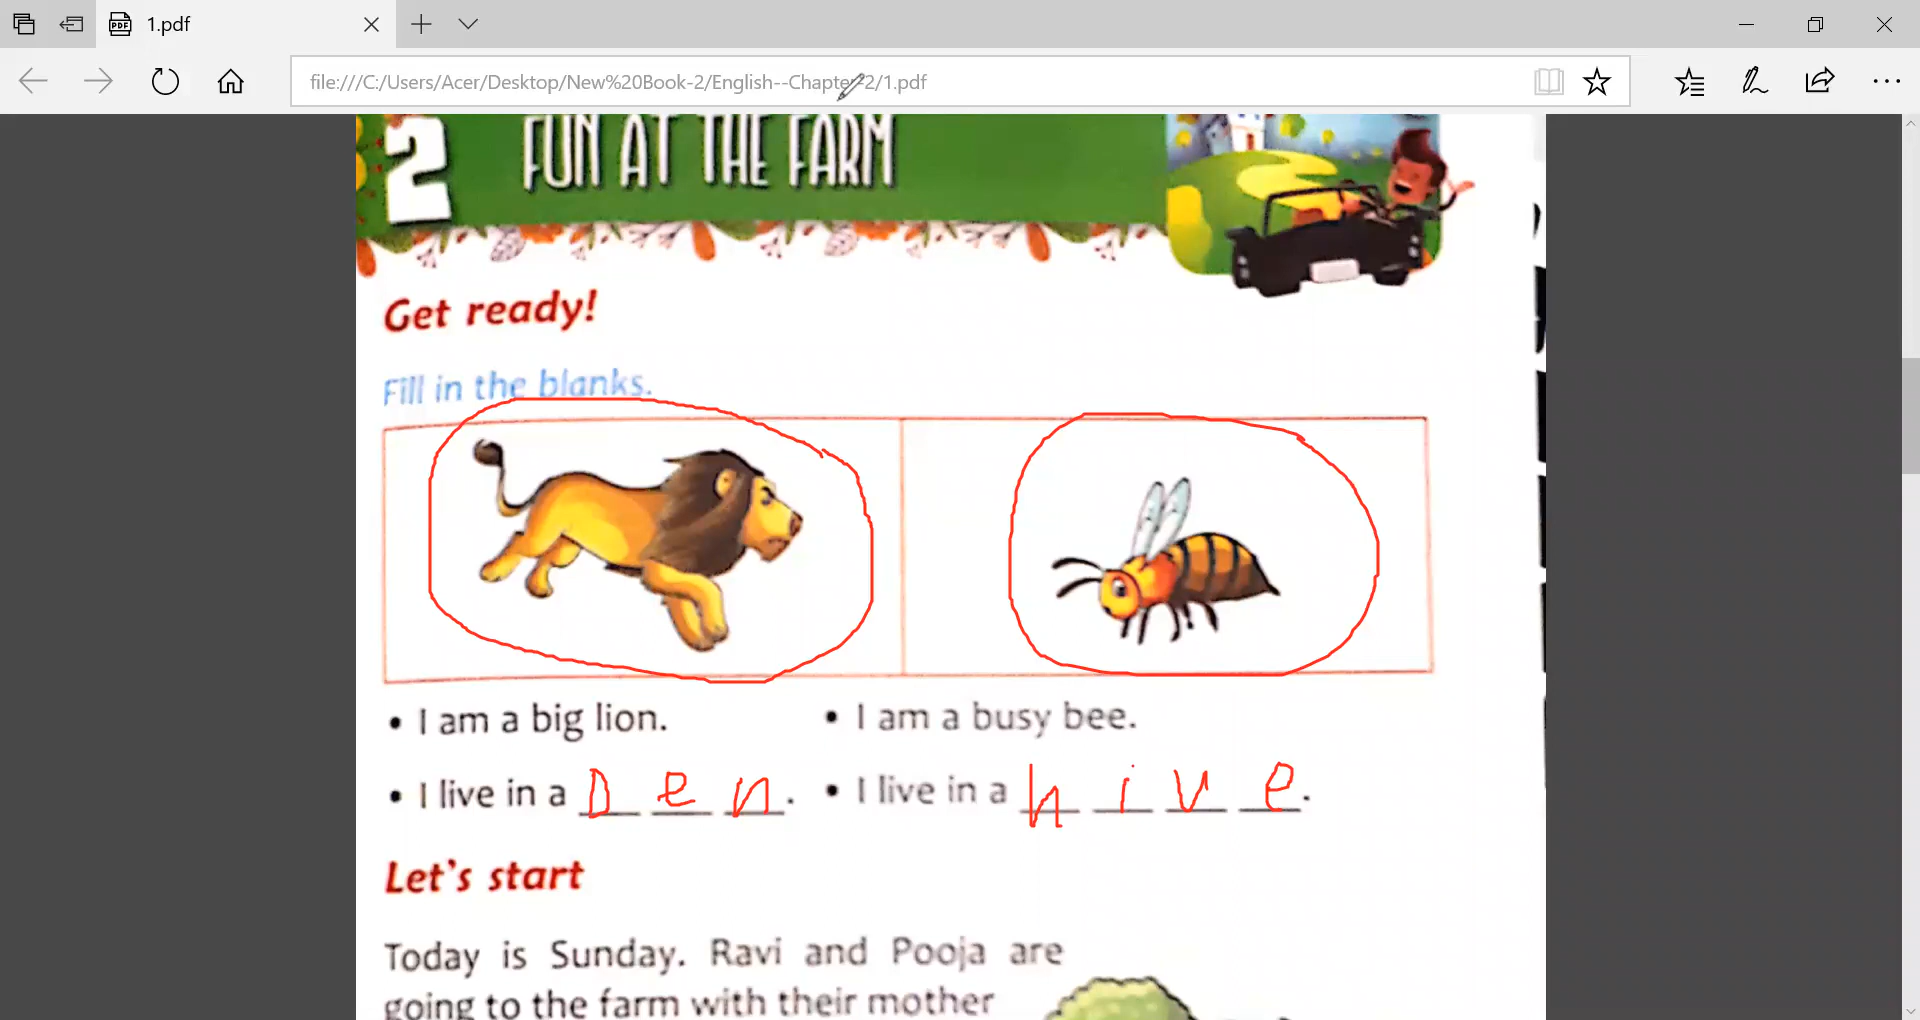 1.pdf
file:///C:/Users/Acer/Desktop/New%20Book-2/English--Chapter-2/1.pdf
2 FUN AT THE FARM
Get ready!
Fill in the blanks.
• I am a big lion.
• I live in a D e n.
• I am a busy bee.
• I live in a h i v e.
Let's start
Today is Sunday. Ravi and Pooja are
going to the farm with their mother